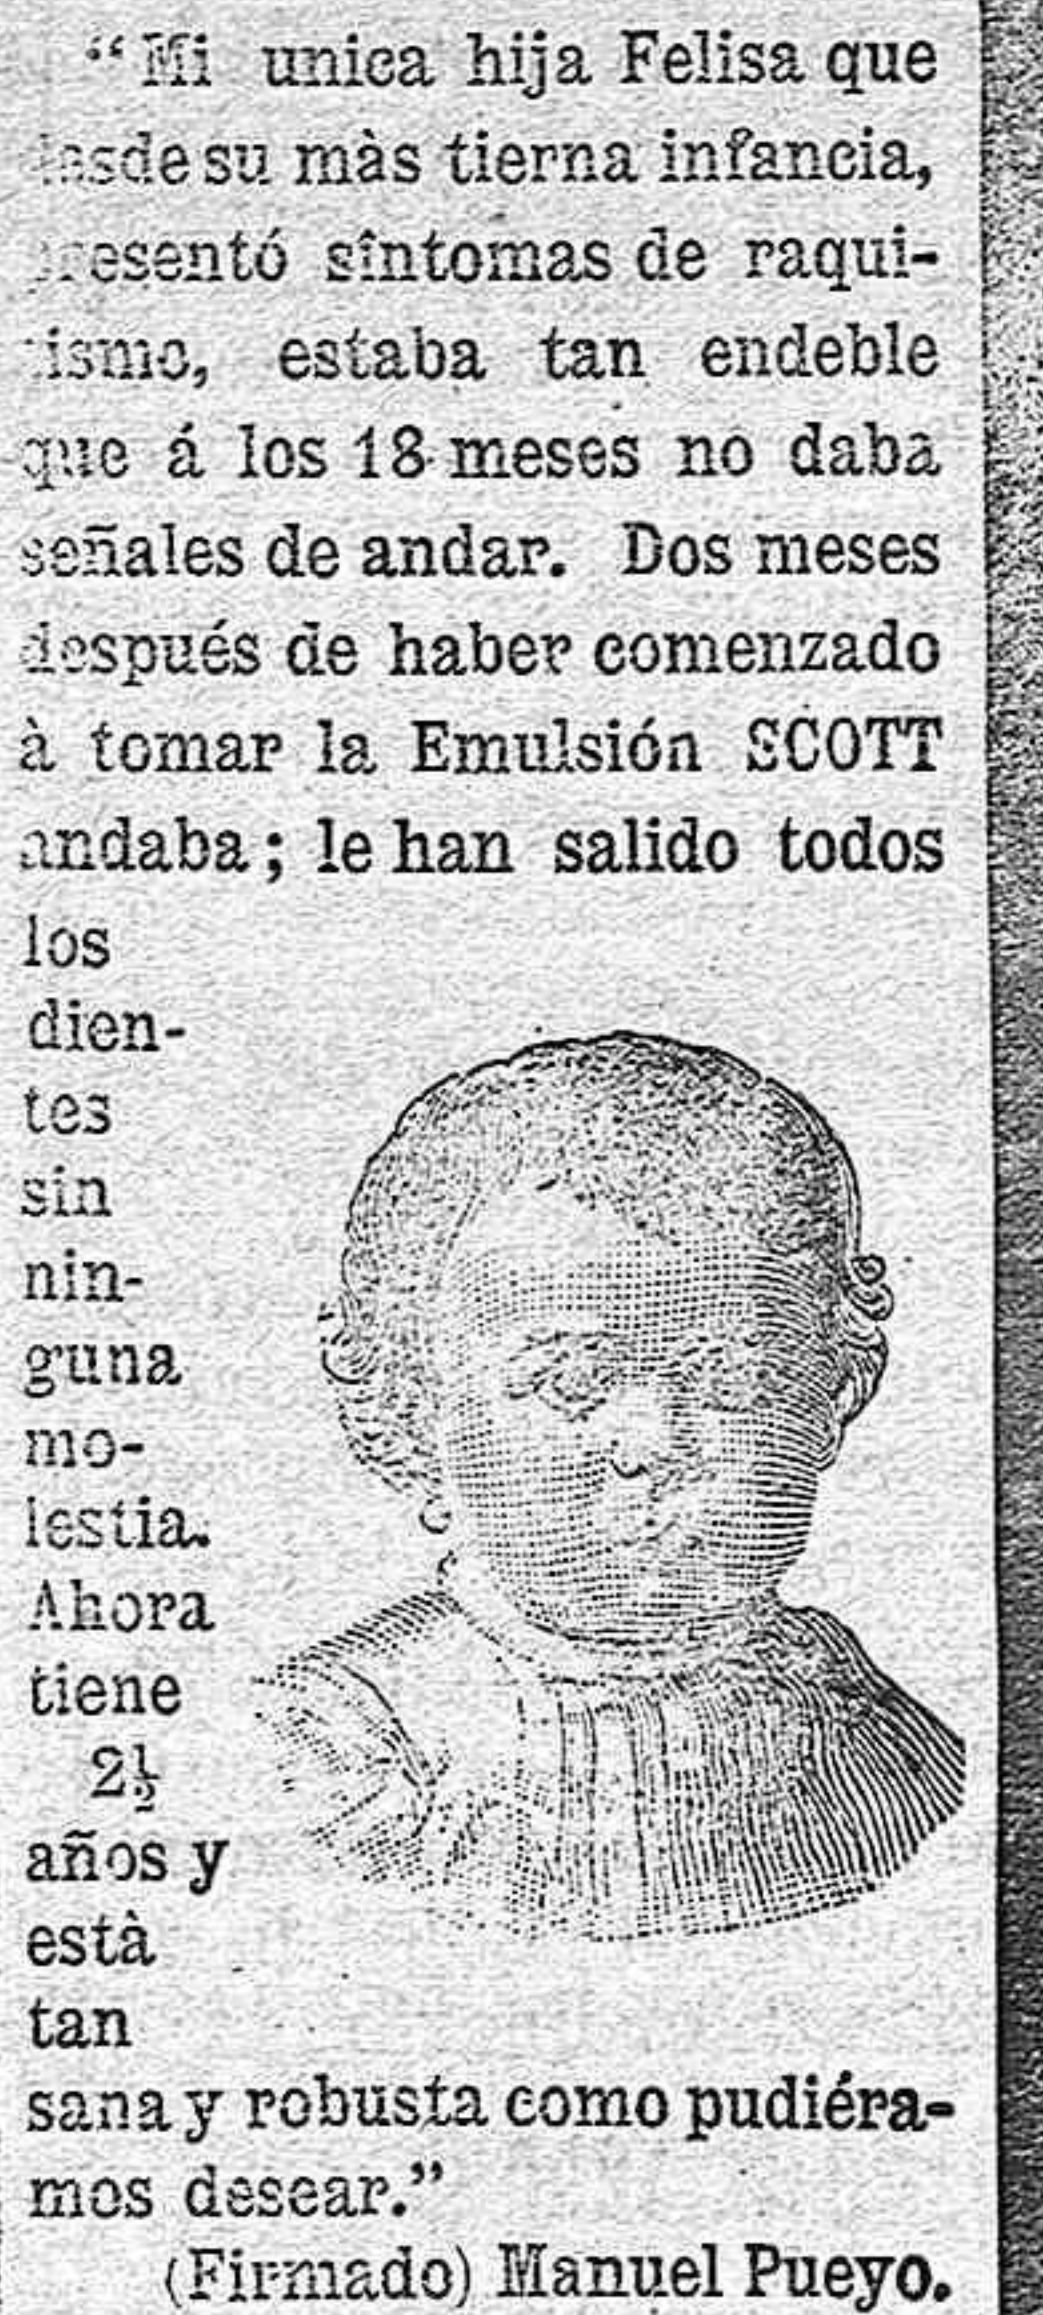 “Mi unica hija Felisa que
desde su màs tierna infancia,
presentó sîntomas de raqui-
tismo, estaba tan endeble
que á los 18 meses no daba
señales de andar. Dos meses
después de haber comenzado
à tomar la Emulsión SCOTT
andaba; le han salido todos
los
dien-
tes
sin
nin-
guna
mo-
lestia.
Ahora
tiene
2½
años y
està
tan
sana y robusta como pudiéra-
mos desear.”
(Firmado) Manuel Pueyo.